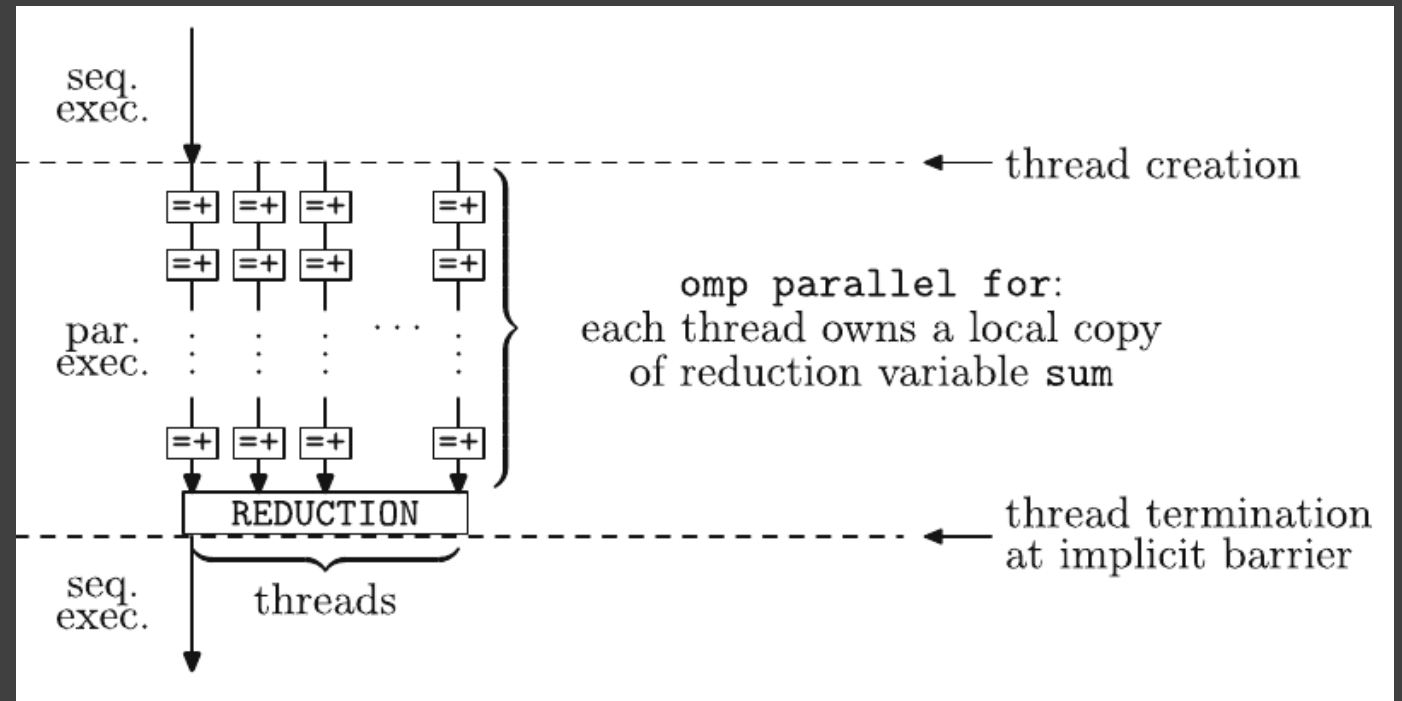 seq.
exec.
thread creation
=+ =+ =+ =+
=+ =+ =+ =+
omp parallel for:
each thread owns a local copy
of reduction variable sum
par.
exec.
...
=+ =+ =+ =+
REDUCTION
thread termination
at implicit barrier
seq.
exec.
threads